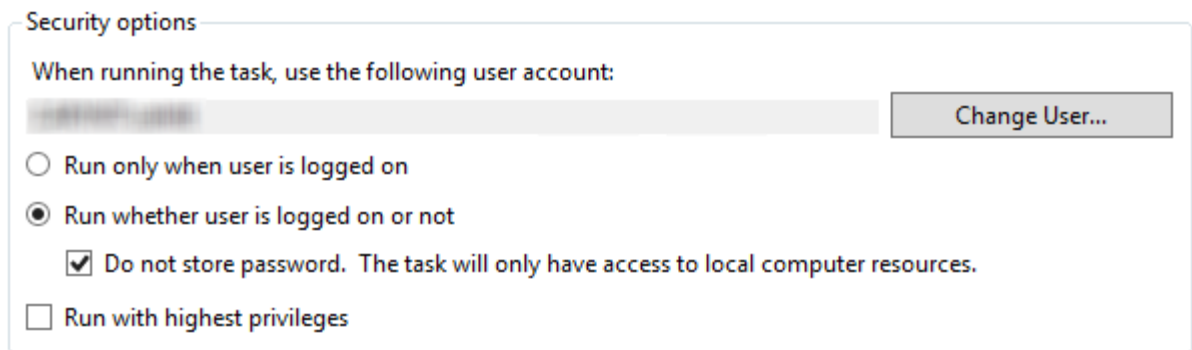 Security options
When running the task, use the following user account:
Change User...
Run only when user is logged on
Run whether user is logged on or not
Do not store password.  The task will only have access to local computer resources.
Run with highest privileges